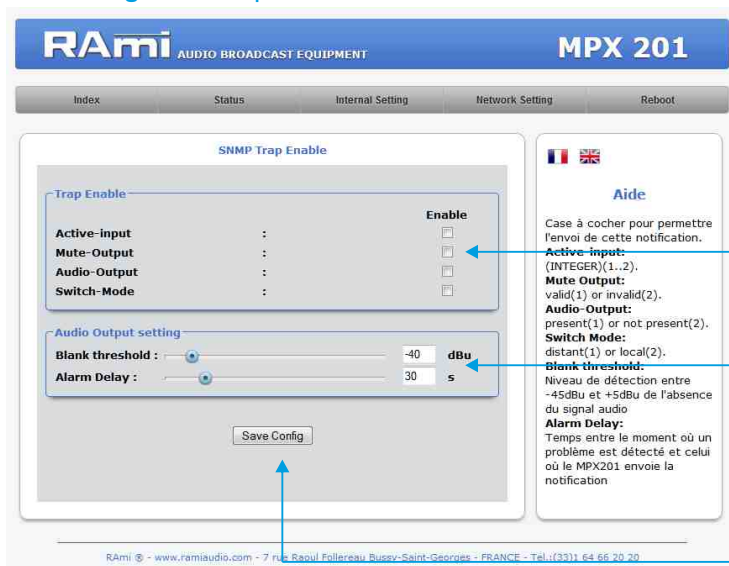 RAmi AUDIO BROADCAST EQUIPMENT
MPX 201
Index Status Internal Setting Network Setting Reboot
SNMP Trap Enable
Trap Enable
Enable
Active-input :
Mute-Output :
Audio-Output :
Switch-Mode :
Audio Output setting
Blank threshold : -40 dBu
Alarm Delay : 30 s
Save Config
Aide
Case à cocher pour permettre
l'envoi de cette notification.
Active-input:
(INTEGER)(1..2).
Mute Output:
valid(1) or invalid(2).
Audio-Output:
present(1) or not present(2).
Switch Mode:
distant(1) or local(2).
Blank threshold:
Niveau de détection entre
-45dBu et +5dBu de l'absence
du signal audio
Alarm Delay:
Temps entre le moment où un
problème est détecté et celui
où le MPX201 envoie la
notification
RAmi ® - www.ramiaudio.com - 7 rue Raoul Follereau Bussy-Saint-Georges - FRANCE - Tel.:(33)1 64 66 20 20